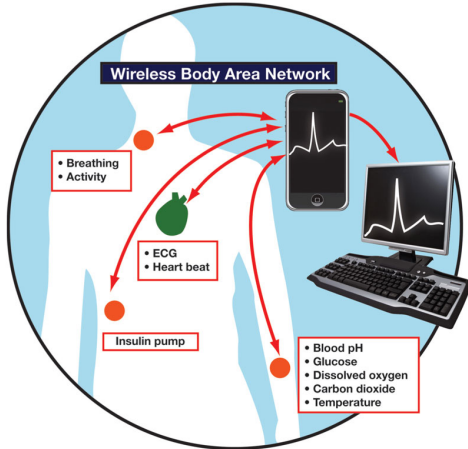 Wireless Body Area Network
• Breathing
• Activity
• ECG
• Heart beat
Insulin pump
• Blood pH
• Glucose
• Dissolved oxygen
• Carbon dioxide
• Temperature